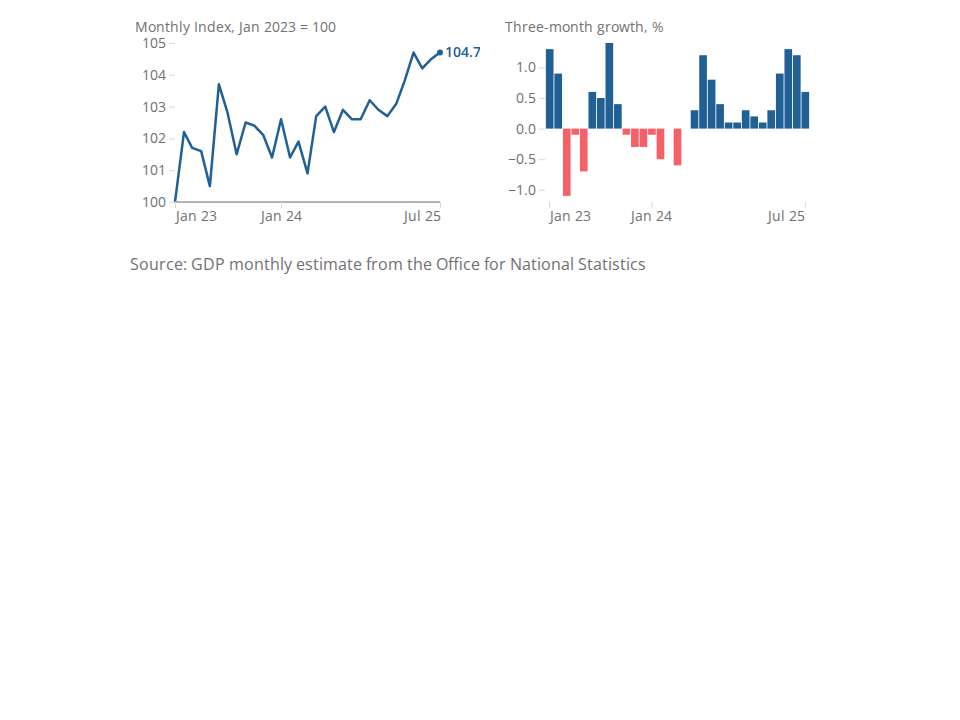 Monthly Index, Jan 2023 = 100
105
104
103
102
101
100
104.7
Jan 23
Jan 24
Jul 25
Three-month growth, %
1.0
0.5
0.0
−0.5
−1.0
Jan 23
Jan 24
Jul 25
Source: GDP monthly estimate from the Office for National Statistics